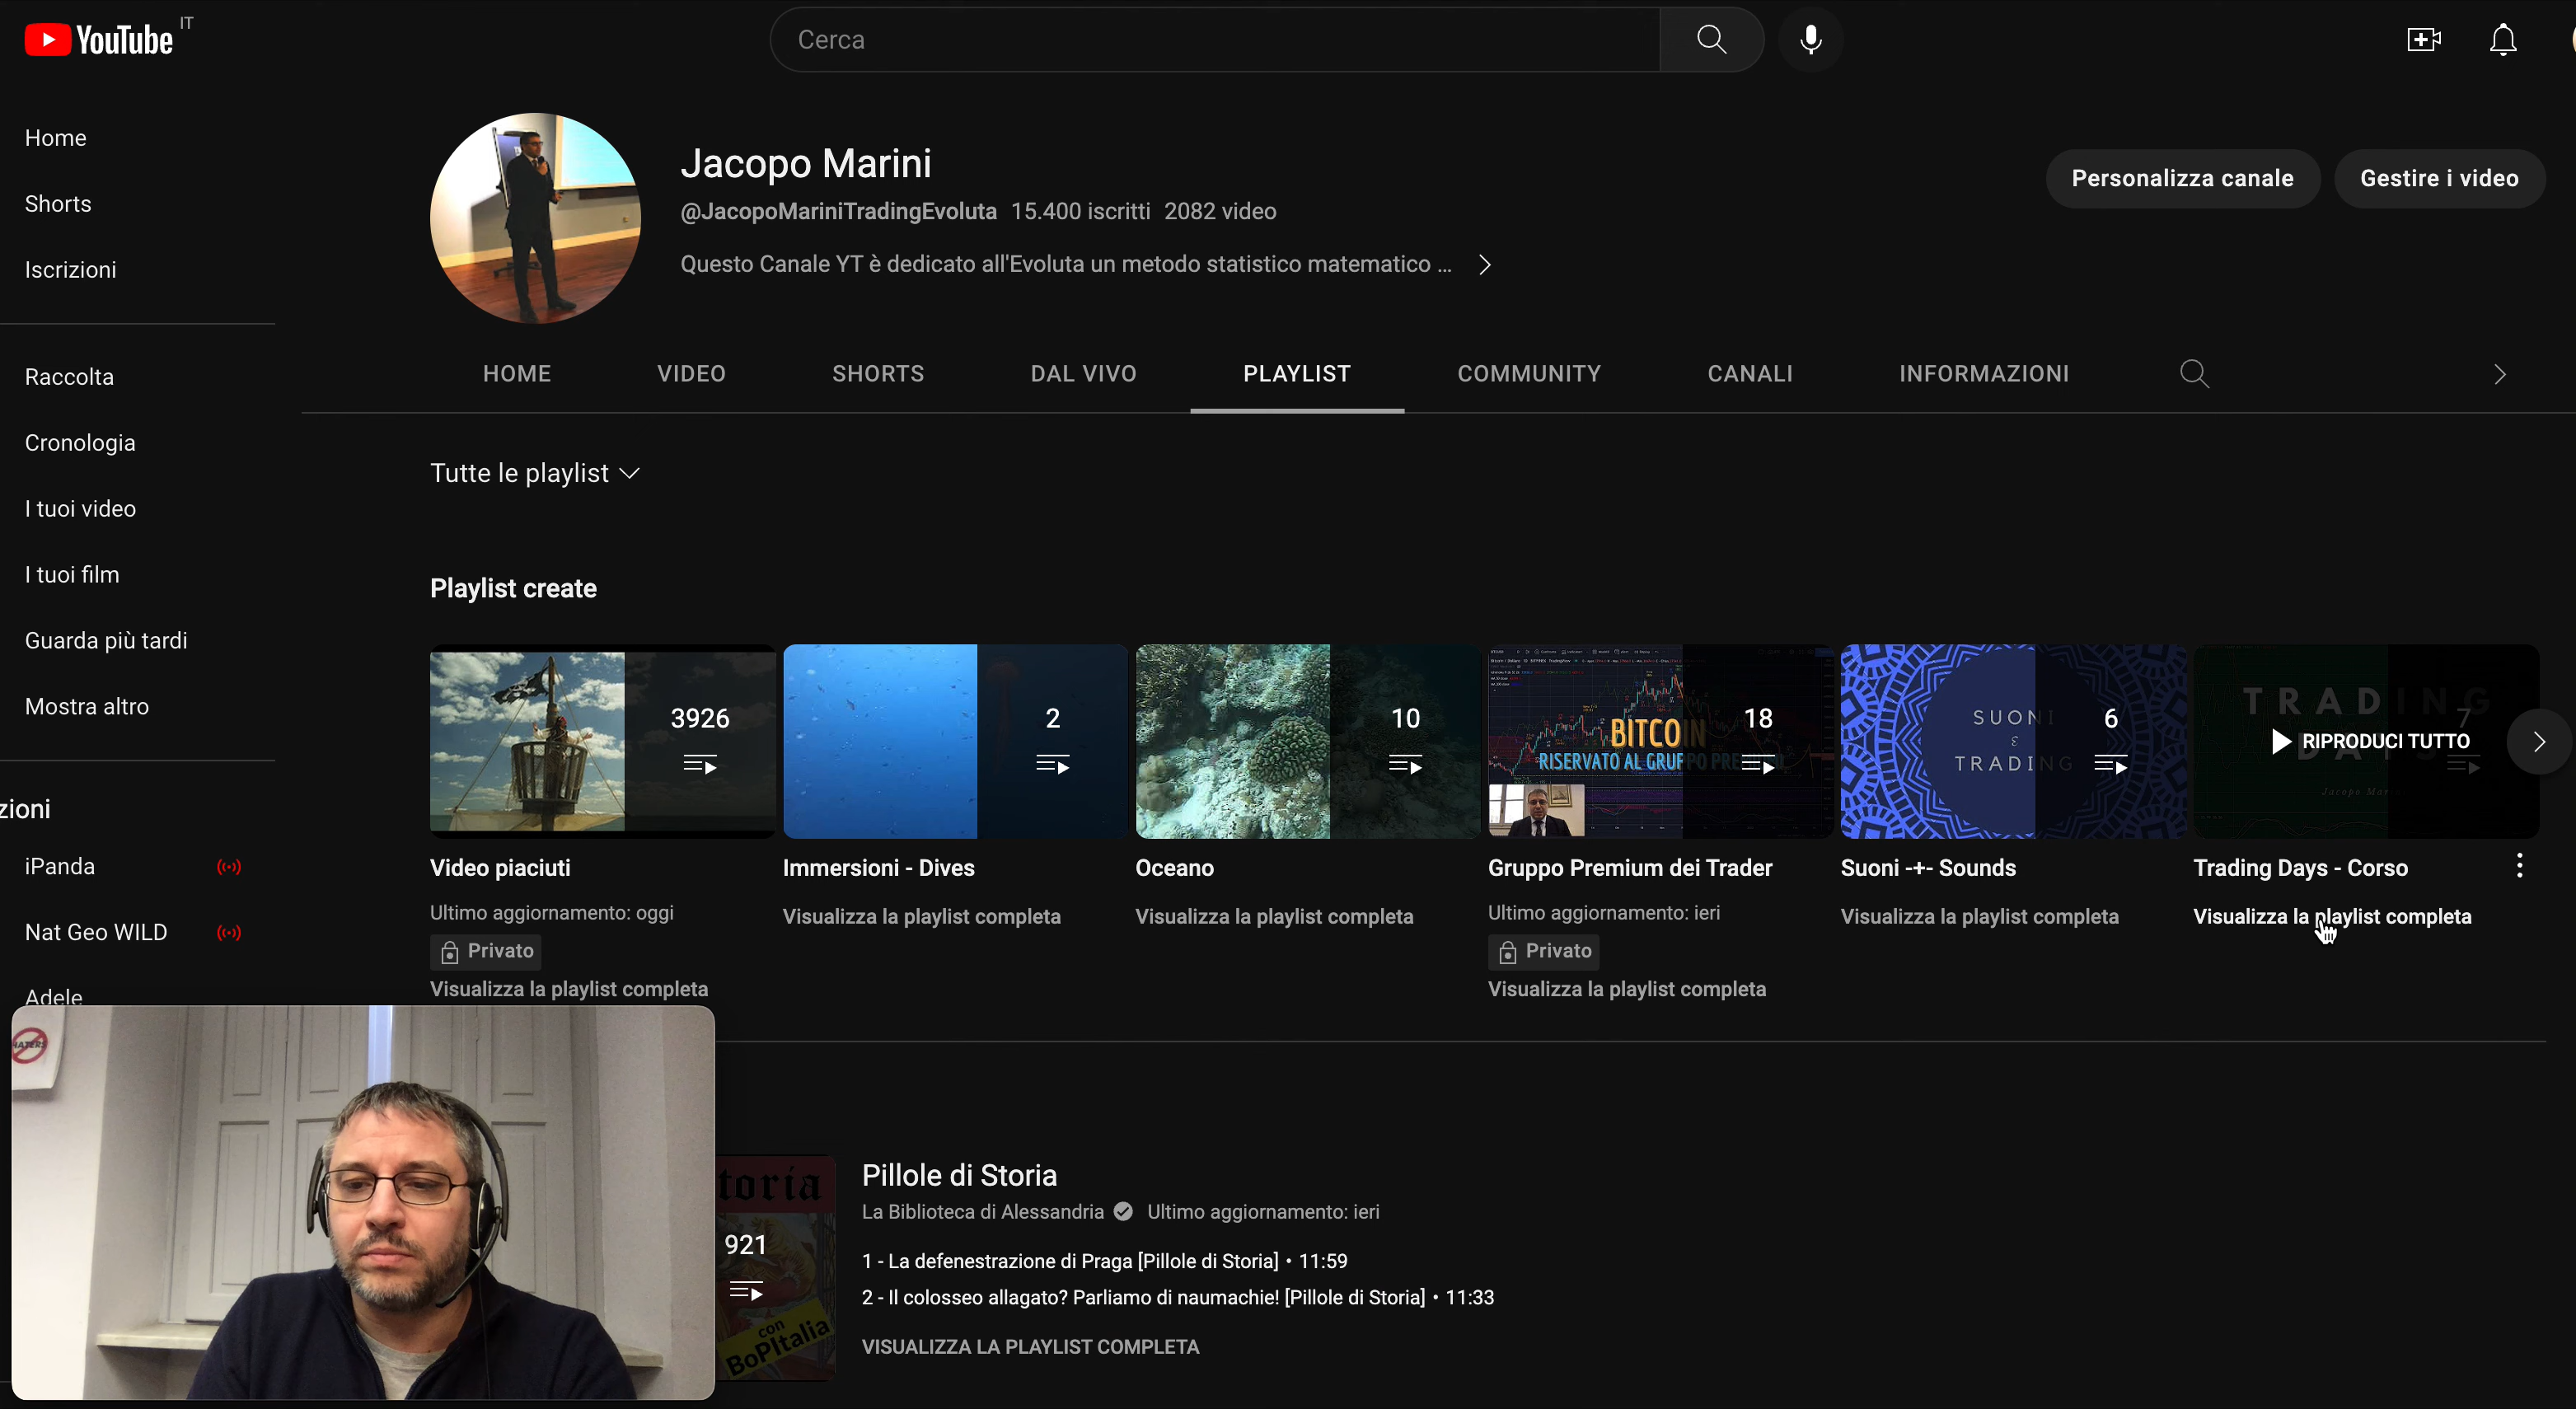 YouTube IT
Cerca
Home
Shorts
Iscrizioni
Raccolta
Cronologia
I tuoi video
I tuoi film
Guarda più tardi
Mostra altro
zioni
iPanda
Nat Geo WILD
Adele
Jacopo Marini
@JacopoMariniTradingEvoluta 15.400 iscritti 2082 video
Questo Canale YT è dedicato all'Evoluta un metodo statistico matematico ...
Personalizza canale
Gestire i video
HOME VIDEO SHORTS DAL VIVO PLAYLIST COMMUNITY CANALI INFORMAZIONI
Tutte le playlist
Playlist create
3926
Video piaciuti
Ultimo aggiornamento: oggi
Privato
Visualizza la playlist completa
2
Immersioni - Dives
Visualizza la playlist completa
10
Oceano
Visualizza la playlist completa
BITCOIN
RISERVATO AL GRUPPO PRE
18
Gruppo Premium dei Trader
Ultimo aggiornamento: ieri
Privato
Visualizza la playlist completa
SUONI
&
TRADING
6
Suoni -+- Sounds
Visualizza la playlist completa
TRADING
DAYS
7
RIPRODUCI TUTTO
Trading Days - Corso
Visualizza la playlist completa
HATERS
toria
921
con
BoPItalia
Pillole di Storia
La Biblioteca di Alessandria Ultimo aggiornamento: ieri
1 - La defenestrazione di Praga [Pillole di Storia] • 11:59
2 - Il colosseo allagato? Parliamo di naumachie! [Pillole di Storia] • 11:33
VISUALIZZA LA PLAYLIST COMPLETA